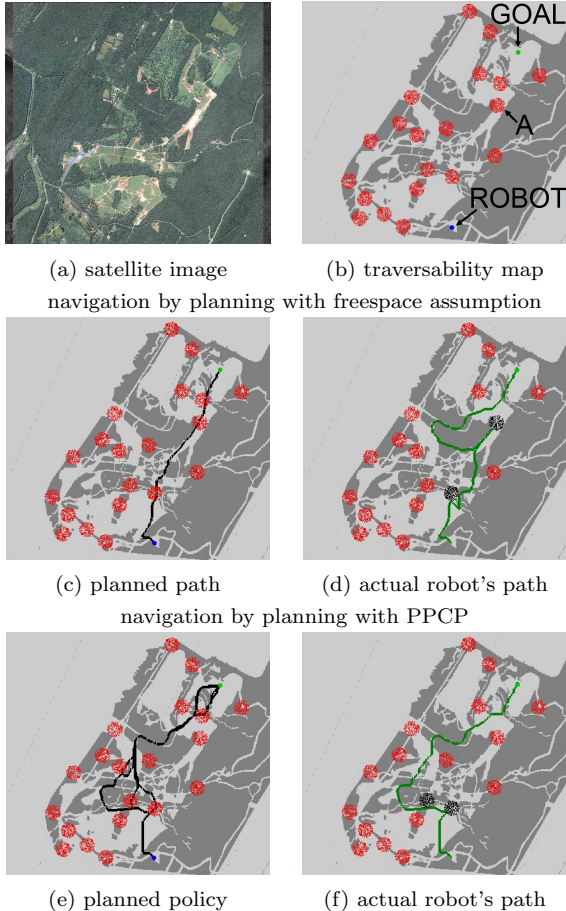 GOAL
A
ROBOT
(a) satellite image
(b) traversability map
navigation by planning with freespace assumption
(c) planned path
(d) actual robot's path
navigation by planning with PPCP
(e) planned policy
(f) actual robot's path